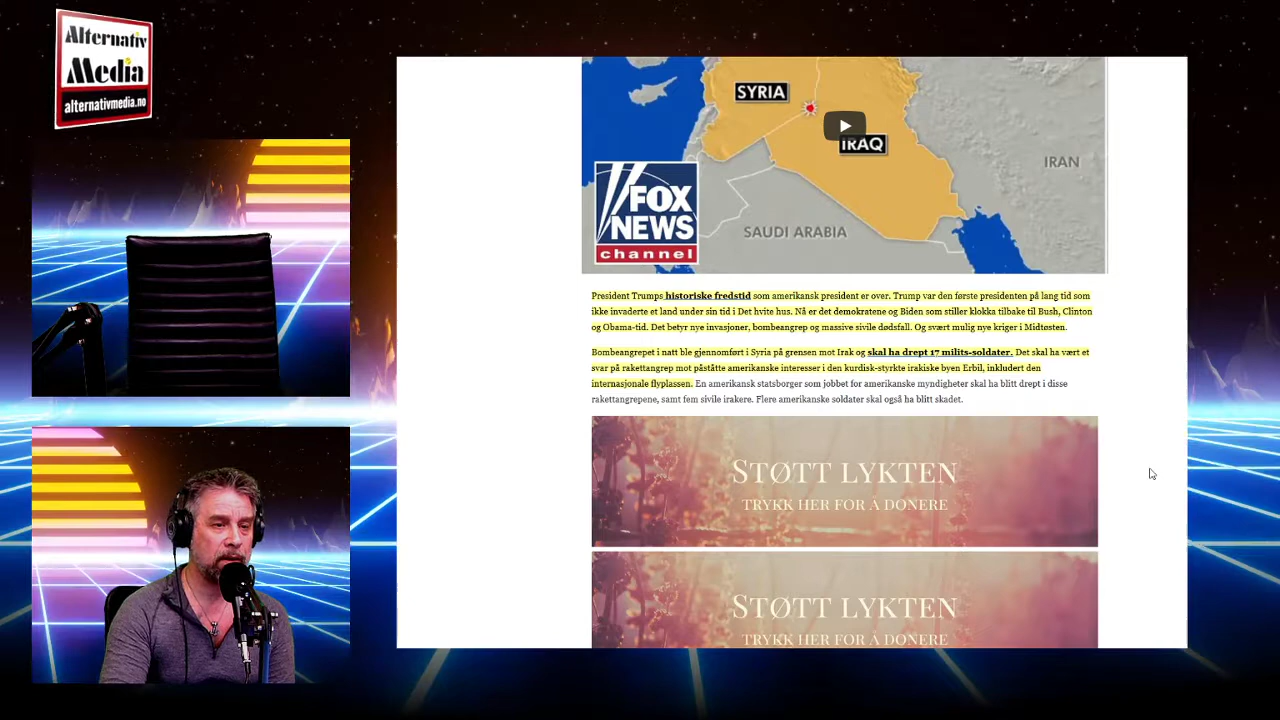 Alternativ
Media
alternativmedia.no
SYRIA
IRAQ
IRAN
SAUDI ARABIA
FOX
NEWS
channel
President Trumps historiske fredstid som amerikansk president er over. Trump var den første presidenten på lang tid som
ikke invaderte et land under sin tid i Det hvite hus. Nå er det demokratene og Biden som stiller klokka tilbake til Bush, Clinton
og Obama-tid. Det betyr nye invasjoner, bombeangrep og massive sivile dødsfall. Og svært mulig nye kriger i Midtøsten.
Bombeangrepet i natt ble gjennomført i Syria på grensen mot Irak og skal ha drept 17 milits-soldater. Det skal ha vært et
svar på rakettangrep mot påståtte amerikanske interesser i den kurdisk-styrkte irakiske byen Erbil, inkludert den
internasjonale flyplassen. En amerikansk statsborger som jobbet for amerikanske myndigheter skal ha blitt drept i disse
rakettangrepene, samt fem sivile irakere. Flere amerikanske soldater skal også ha blitt skadet.
STØTT LYKTEN
TRYKK HER FOR Å DONERE
STØTT LYKTEN
TRYKK HER FOR Å DONERE